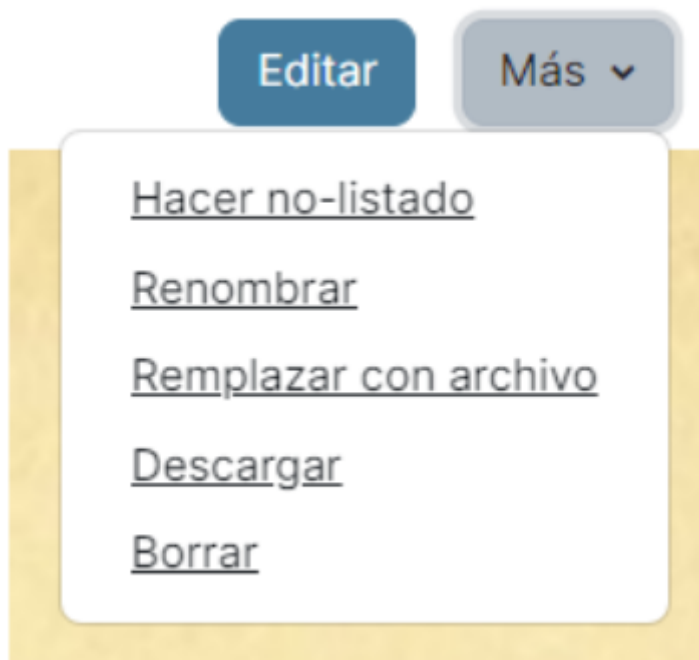 Editar
Más
Hacer no-listado
Renombrar
Remplazar con archivo
Descargar
Borrar